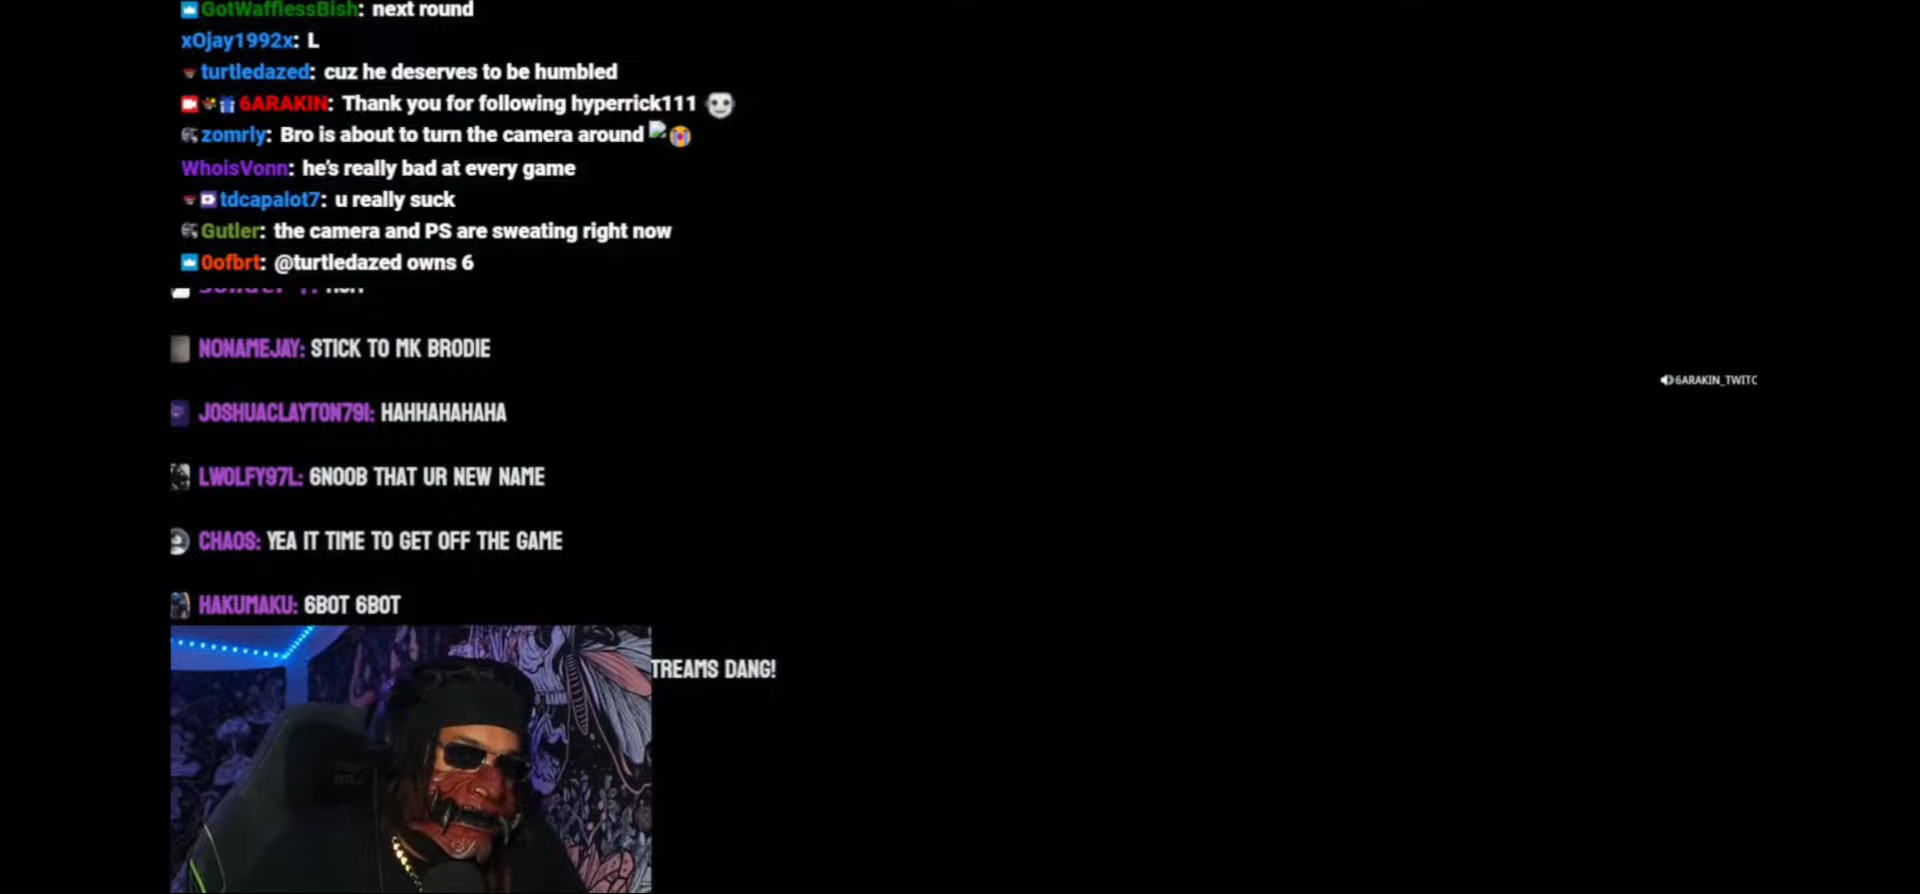 GotWafflessBish: next round
xOjay1992x: L
turtledazed: cuz he deserves to be humbled
6ARAKIN: Thank you for following hyperrick111
zomrly: Bro is about to turn the camera around
WhoisVonn: he's really bad at every game
tdcapalot7: u really suck
Gutler: the camera and PS are sweating right now
0ofbrt: @turtledazed owns 6
NONAMEJAY: STICK TO MK BRODIE
6ARAKIN_TWITC
JOSHUACLAYTON791: HAHHAHAHAHA
LWOLFY97L: 6NOOB THAT UR NEW NAME
CHAOS: YEA IT TIME TO GET OFF THE GAME
HAKUMAKU: 6BOT 6BOT
TREAMS DANG!